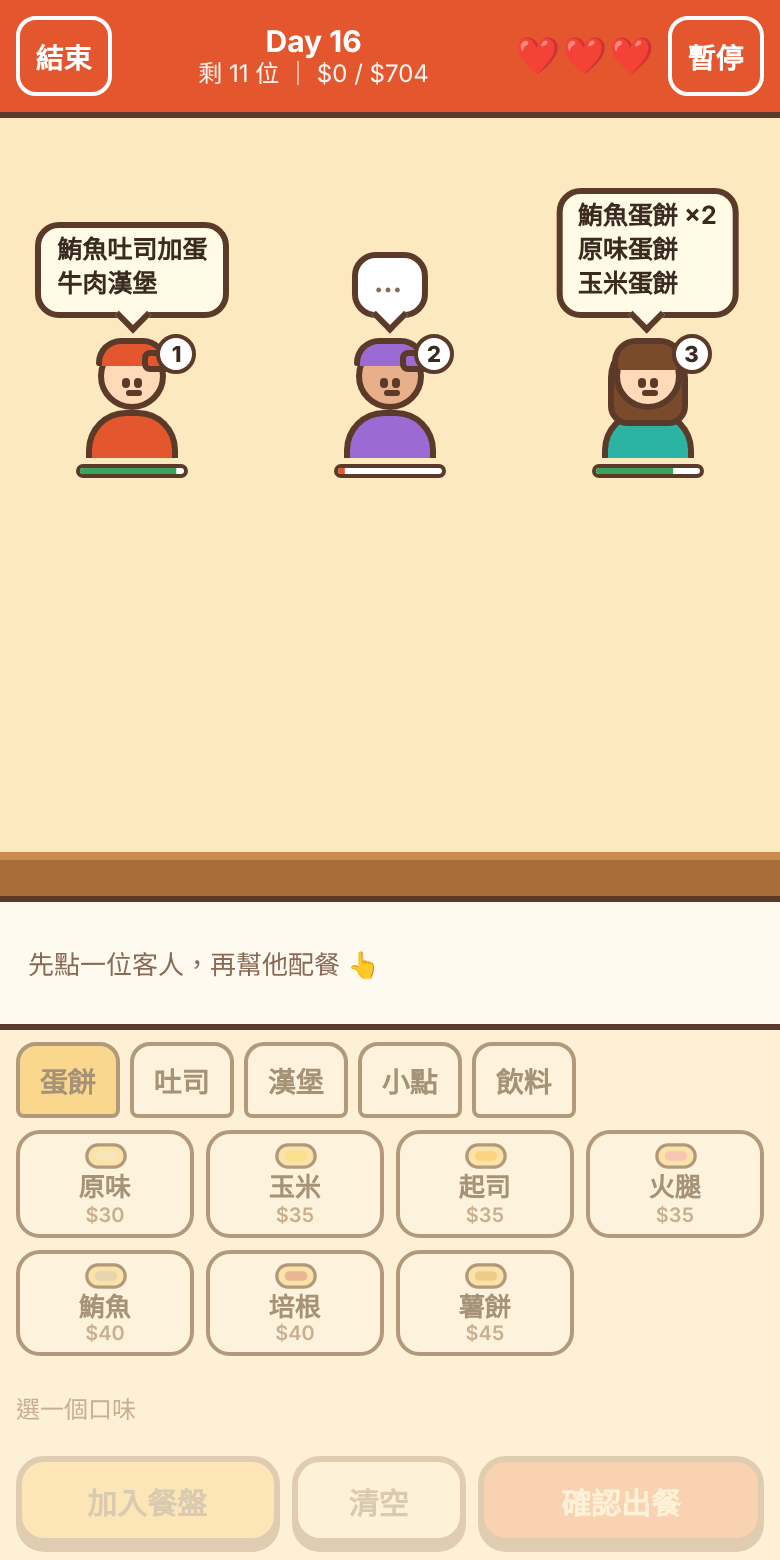 結束
Day 16
剩 11 位 | $0 / $704
暫停
鮪魚吐司加蛋
牛肉漢堡
1
...
2
鮪魚蛋餅 ×2
原味蛋餅
玉米蛋餅
3
先點一位客人，再幫他配餐 👆
蛋餅
吐司
漢堡
小點
飲料
原味
$30
玉米
$35
起司
$35
火腿
$35
鮪魚
$40
培根
$40
薯餅
$45
選一個口味
加入餐盤
清空
確認出餐